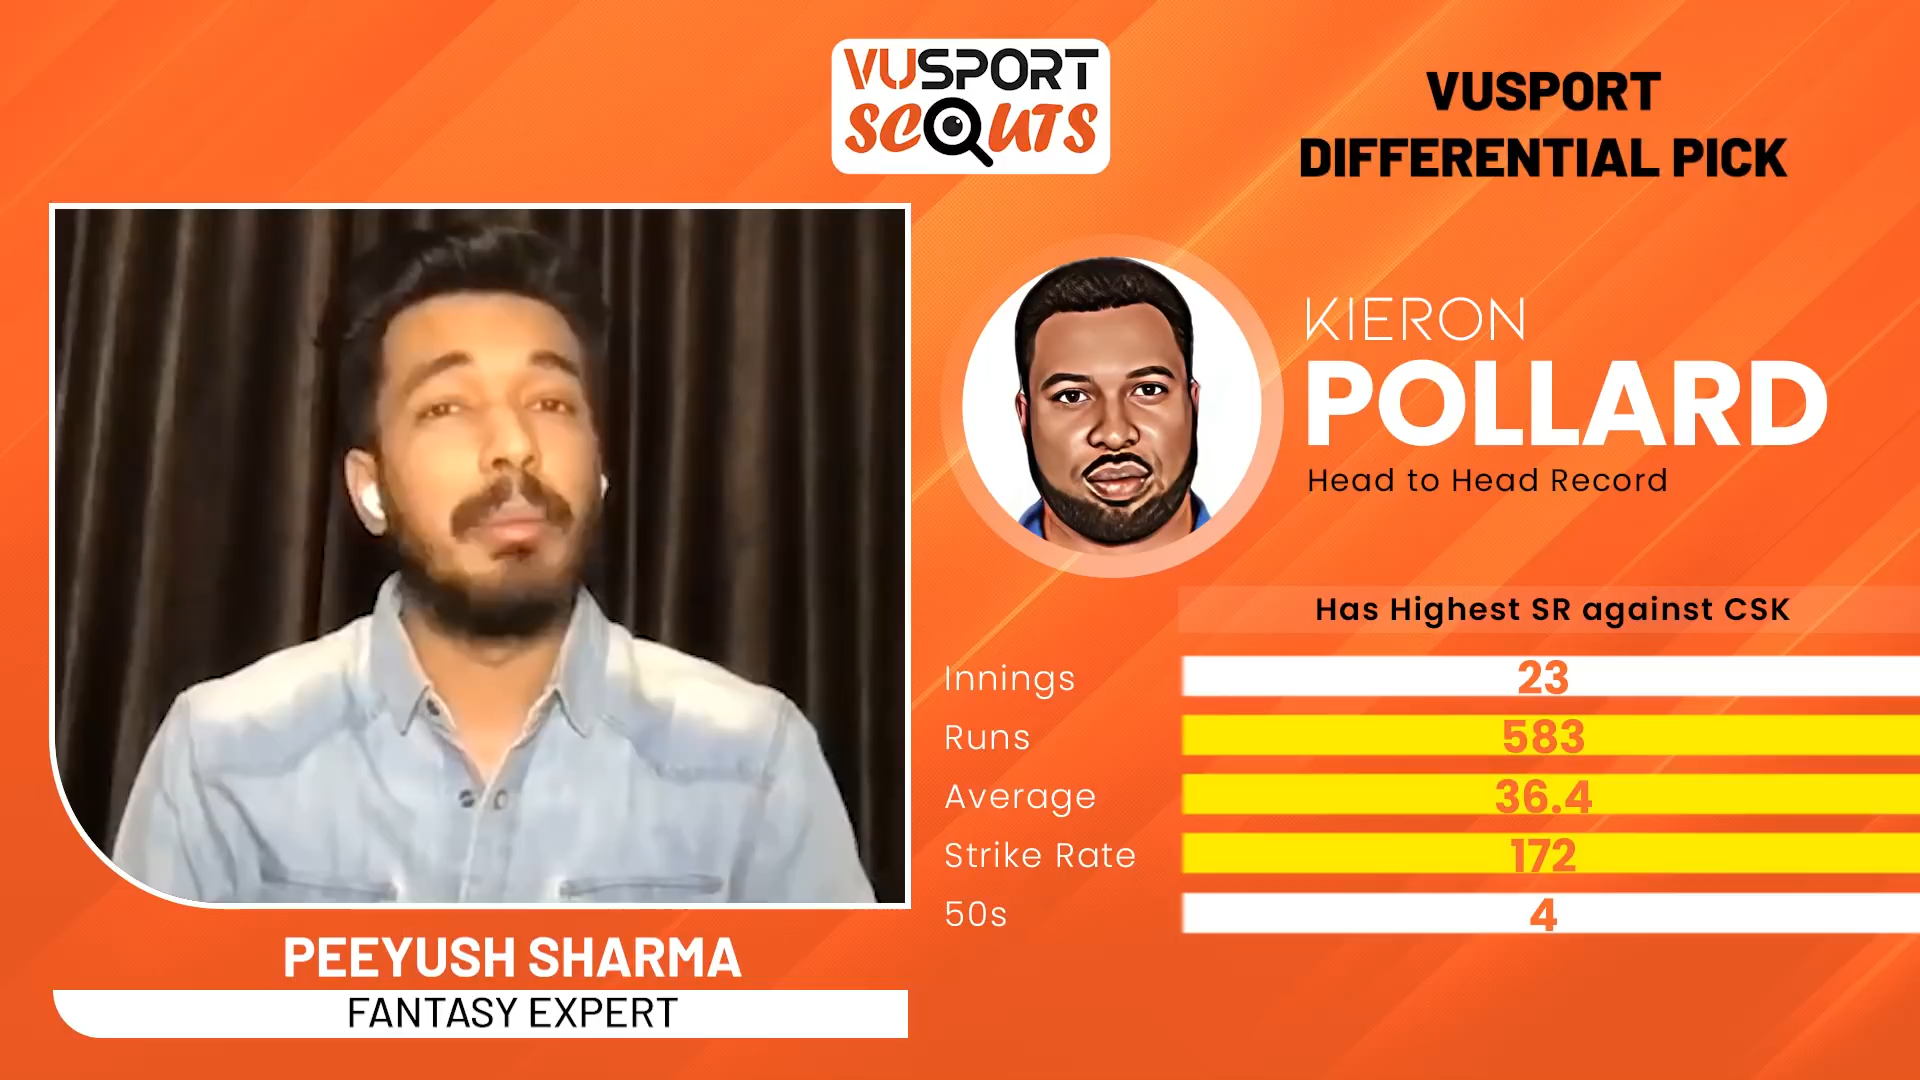 VUSPORT
SCOUTS
VUSPORT
DIFFERENTIAL PICK
KIERON
POLLARD
Head to Head Record
Has Highest SR against CSK
Innings 23
Runs 583
Average 36.4
Strike Rate 172
50s 4
PEEYUSH SHARMA
FANTASY EXPERT